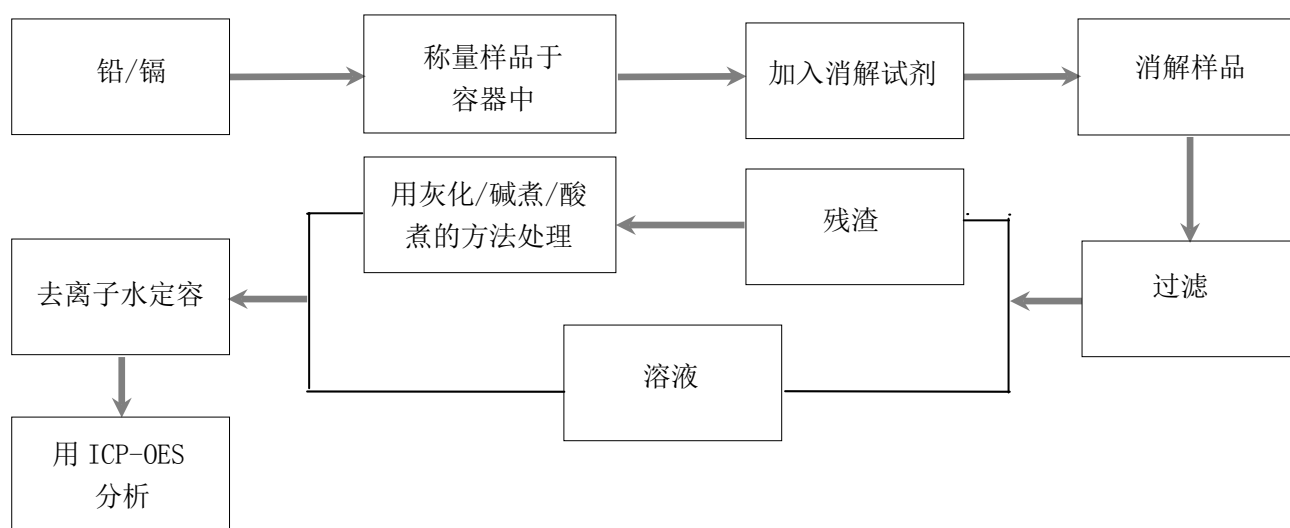 铅/镉
称量样品于
容器中
加入消解试剂
消解样品
用灰化/碱煮/酸
煮的方法处理
残渣
去离子水定容
过滤
溶液
用 ICP-OES
分析